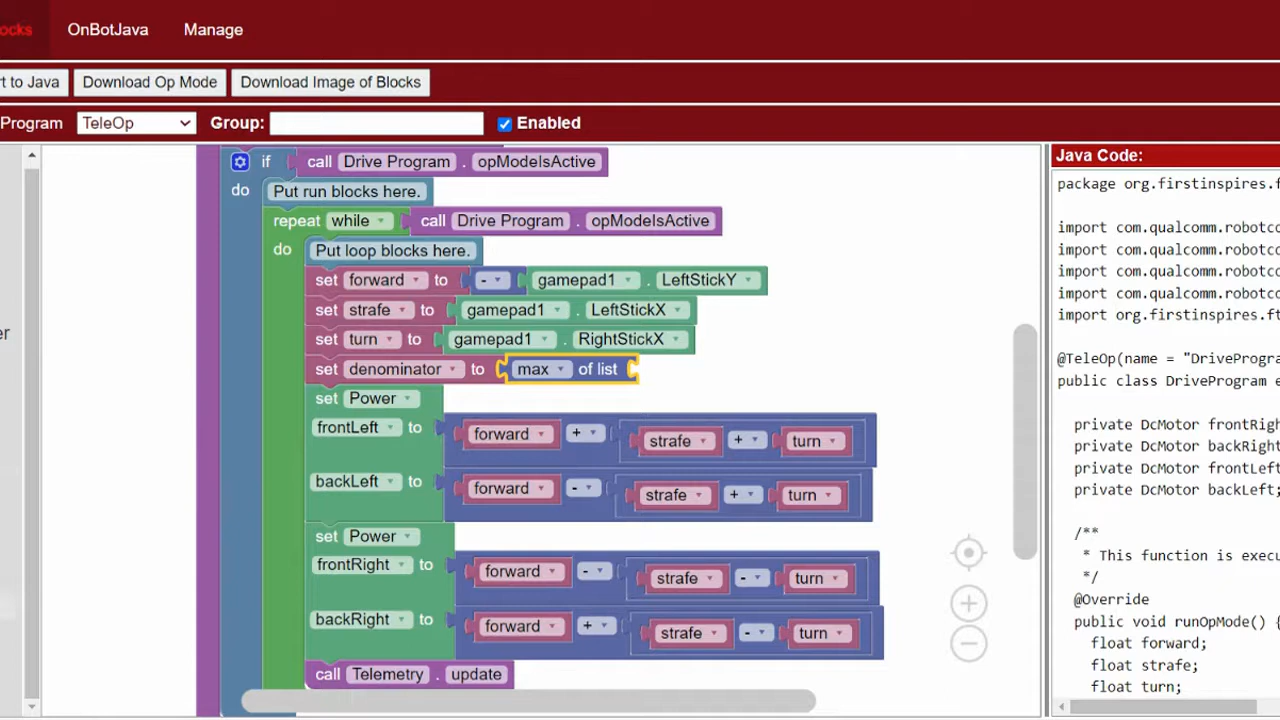 ocks OnBotJava Manage
rt to Java Download Op Mode Download Image of Blocks
Program TeleOp Group: Enabled
if call Drive Program . opModeIsActive
do Put run blocks here.
repeat while call Drive Program . opModeIsActive
do Put loop blocks here.
set forward to - gamepad1 . LeftStickY
set strafe to gamepad1 . LeftStickX
set turn to gamepad1 . RightStickX
set denominator to max of list
set Power
frontLeft to forward + strafe + turn
backLeft to forward - strafe + turn
set Power
frontRight to forward - strafe - turn
backRight to forward + strafe - turn
call Telemetry . update
er
Java Code:
package org.firstinspires.f
import com.qualcomm.robotco
import com.qualcomm.robotco
import com.qualcomm.robotco
import com.qualcomm.robotco
import org.firstinspires.ft
@TeleOp(name = "DriveProgra
public class DriveProgram e
private DcMotor frontRigh
private DcMotor backRight
private DcMotor frontLeft
private DcMotor backLeft;
/**
* This function is execu
*/
@Override
public void runOpMode() {
float forward;
float strafe;
float turn;